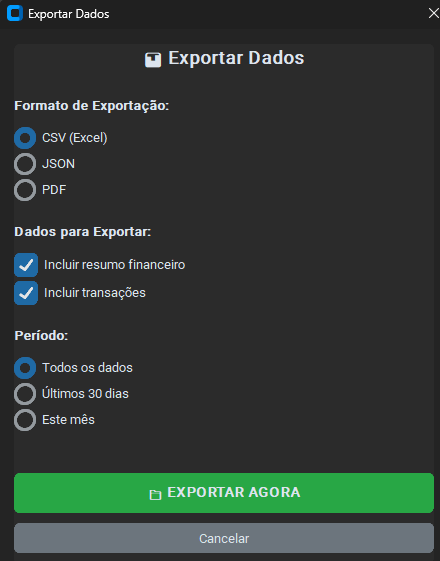 Exportar Dados
Exportar Dados
Formato de Exportação:
CSV (Excel)
JSON
PDF
Dados para Exportar:
Incluir resumo financeiro
Incluir transações
Período:
Todos os dados
Últimos 30 dias
Este mês
EXPORTAR AGORA
Cancelar